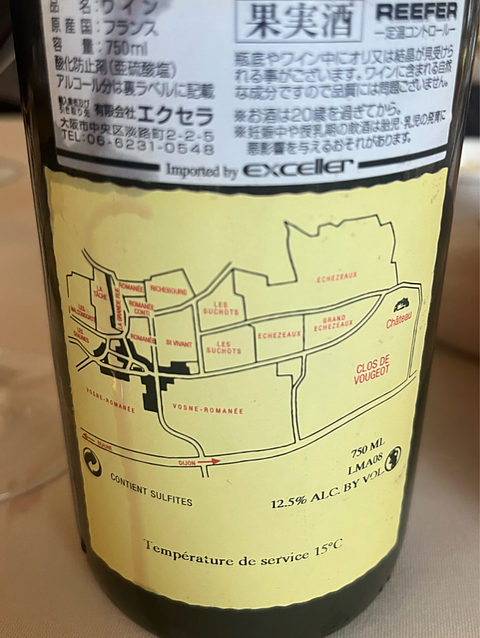 品 名：ワイン
原 産 国：フランス
容 量：750ml
酸化防止剤(亜硫酸塩)
アルコール分は裏ラベルに記載
有限会社エクセラ
大阪市中央区淡路町2-2-5
TEL:06-6231-0548
果実酒
REEFER
ー定温コントロールー
瓶底やワイン中にオリ又は結晶が見受けら
れる事がございます。ワインに含まれる自然
な成分ですので品質には問題ございません。
※お酒は20歳を過ぎてから。
※妊娠中や授乳期の飲酒は胎児・乳児の発育に
悪影響を与えるおそれがあります。
Imported by exceller
ECHEZEAUX
LA TÂCHE
LA GRANDE RUE
ROMANÉE
RICHEBOURG
ROMANÉE CONTI
LES SUCHOTS
ROMANÉE ST VIVANT
LES SUCHOTS
ECHEZEAUX
GRAND ECHEZEAUX
Château
CLOS DE VOUGEOT
VOSNE-ROMANÉE
VOSNE-ROMANÉE
BEAUNE
DIJON
CONTIENT SULFITES
750 ML
LMA08
12.5% ALC. BY VOL
Température de service 15°C